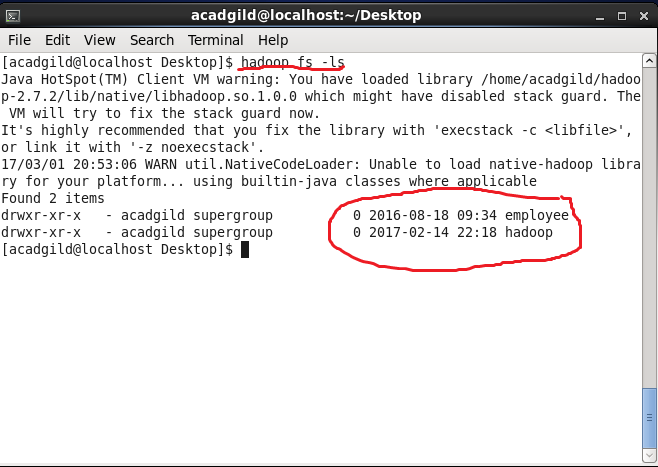 acadgild@localhost:~/Desktop
File Edit View Search Terminal Help
[acadgild@localhost Desktop]$ hadoop fs -ls
Java HotSpot(TM) Client VM warning: You have loaded library /home/acadgild/hadoo
p-2.7.2/lib/native/libhadoop.so.1.0.0 which might have disabled stack guard. The
 VM will try to fix the stack guard now.
It's highly recommended that you fix the library with 'execstack -c <libfile>',
or link it with '-z noexecstack'.
17/03/01 20:53:06 WARN util.NativeCodeLoader: Unable to load native-hadoop libra
ry for your platform... using builtin-java classes where applicable
Found 2 items
drwxr-xr-x   - acadgild supergroup          0 2016-08-18 09:34 employee
drwxr-xr-x   - acadgild supergroup          0 2017-02-14 22:18 hadoop
[acadgild@localhost Desktop]$